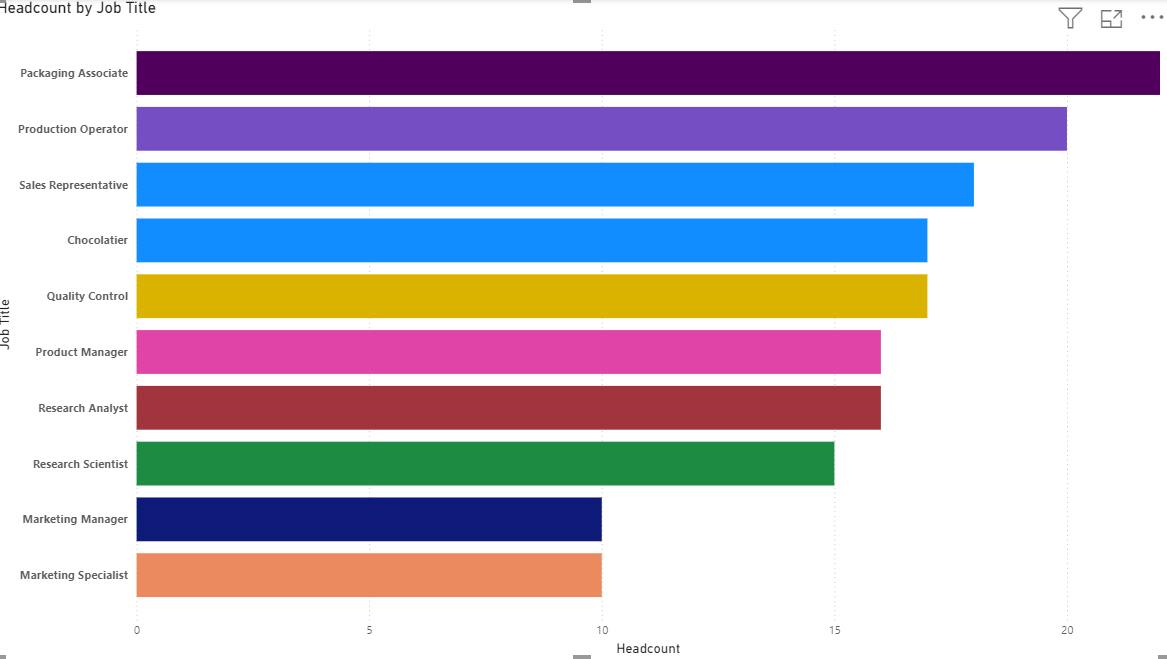 Headcount by Job Title
Packaging Associate
Production Operator
Sales Representative
Chocolatier
Quality Control
Product Manager
Research Analyst
Research Scientist
Marketing Manager
Marketing Specialist
Job Title
0 5 10 15 20
Headcount